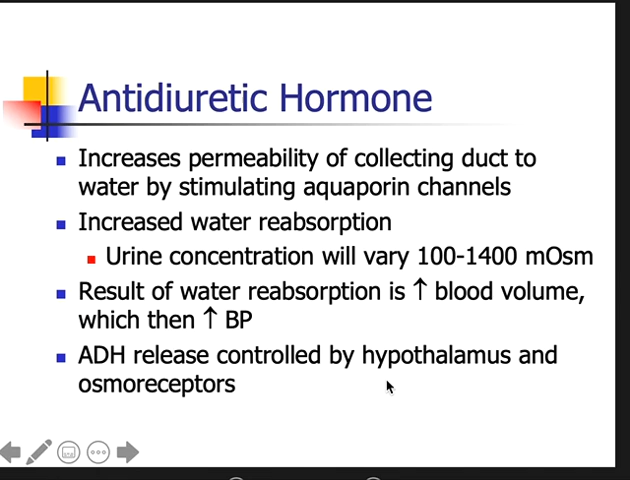 Antidiuretic Hormone
Increases permeability of collecting duct to
water by stimulating aquaporin channels
Increased water reabsorption
Urine concentration will vary 100-1400 mOsm
Result of water reabsorption is ↑ blood volume,
which then ↑ BP
ADH release controlled by hypothalamus and
osmoreceptors